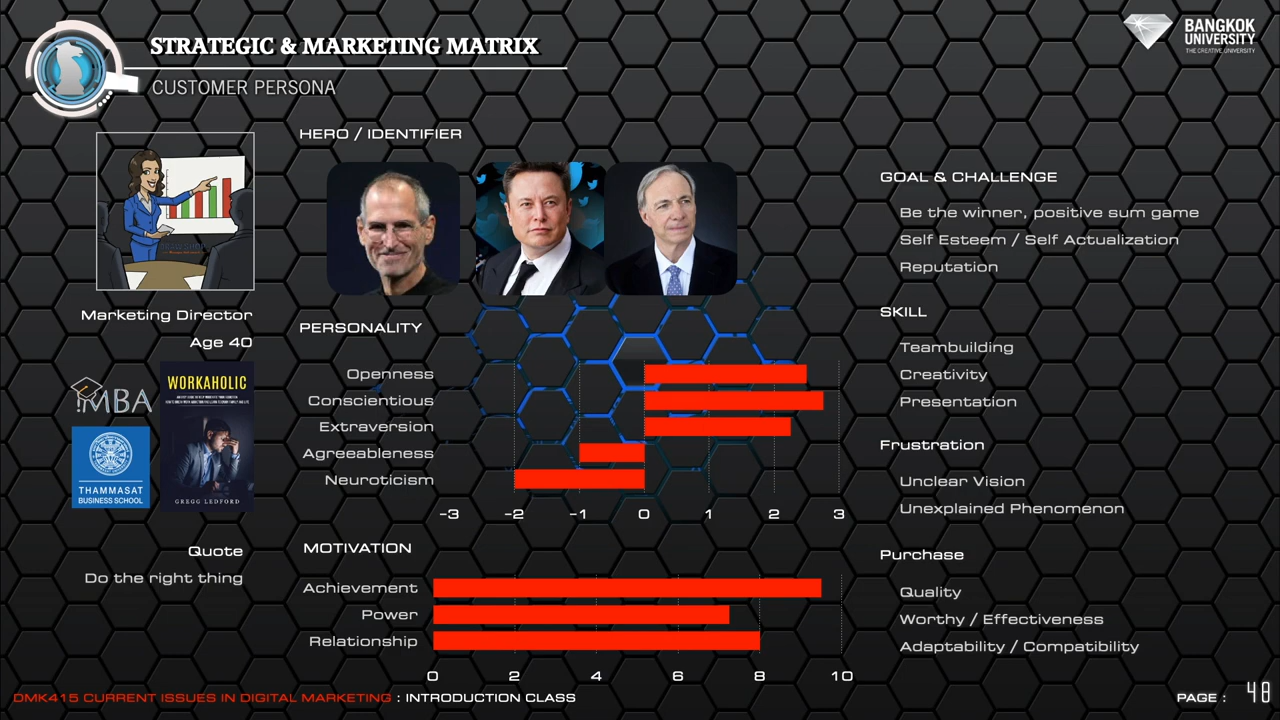 STRATEGIC & MARKETING MATRIX
CUSTOMER PERSONA
BANGKOK
UNIVERSITY
THE CREATIVE UNIVERSITY
Marketing Director
Age 40
MBA
WORKAHOLIC
GREGG LEDFORD
THAMMASAT
BUSINESS SCHOOL
Quote
Do the right thing
HERO / IDENTIFIER
PERSONALITY
Openness
Conscientious
Extraversion
Agreeableness
Neuroticism
-3 -2 -1 0 1 2 3
MOTIVATION
Achievement
Power
Relationship
0 2 4 6 8 10
GOAL & CHALLENGE
Be the winner, positive sum game
Self Esteem / Self Actualization
Reputation
SKILL
Teambuilding
Creativity
Presentation
Frustration
Unclear Vision
Unexplained Phenomenon
Purchase
Quality
Worthy / Effectiveness
Adaptability / Compatibility
DMK415 CURRENT ISSUES IN DIGITAL MARKETING : INTRODUCTION CLASS
PAGE : 48